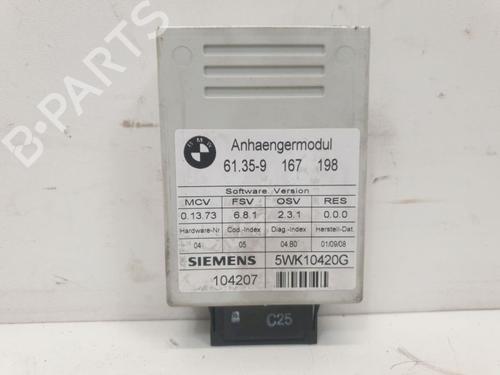 B-PARTS
BMW
Anhaengermodul
61.35-9 167 198
Software Version
MCV FSV OSV RES
0.13.73 6.8.1 2.3.1 0.0.0
Hardware-Nr Cod.-Index Diag.-Index Herstell-Dat.
04 05 04.80 01/09/08
SIEMENS 5WK10420G
104207
C25